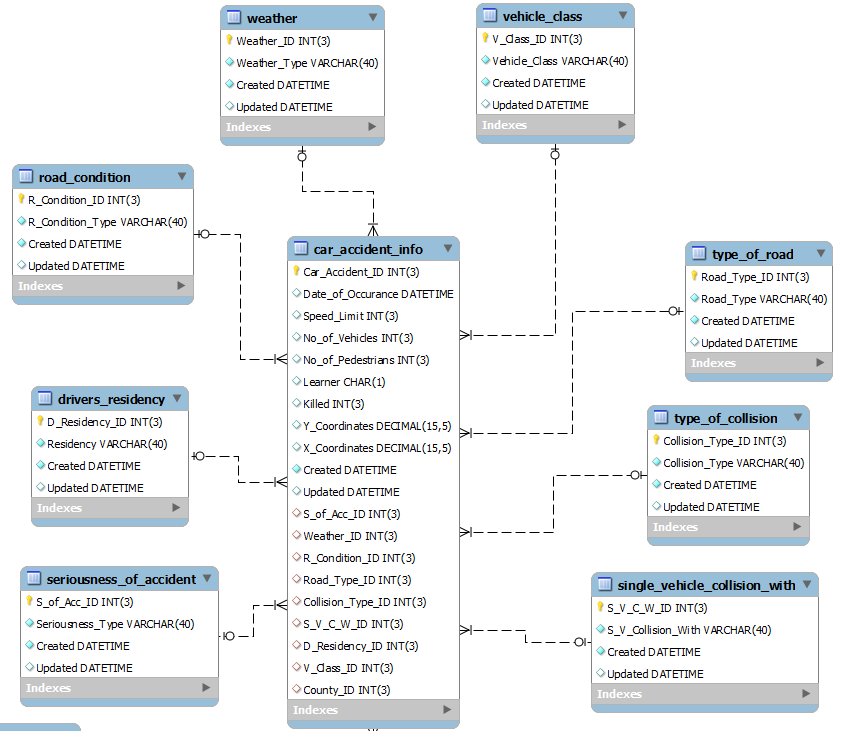 weather
Weather_ID INT(3)
Weather_Type VARCHAR(40)
Created DATETIME
Updated DATETIME
Indexes
vehicle_class
V_Class_ID INT(3)
Vehicle_Class VARCHAR(40)
Created DATETIME
Updated DATETIME
Indexes
road_condition
R_Condition_ID INT(3)
R_Condition_Type VARCHAR(40)
Created DATETIME
Updated DATETIME
Indexes
car_accident_info
Car_Accident_ID INT(3)
Date_of_Occurance DATETIME
Speed_Limit INT(3)
No_of_Vehicles INT(3)
No_of_Pedestrians INT(3)
Learner CHAR(1)
Killed INT(3)
Y_Coordinates DECIMAL(15,5)
X_Coordinates DECIMAL(15,5)
Created DATETIME
Updated DATETIME
S_of_Acc_ID INT(3)
Weather_ID INT(3)
R_Condition_ID INT(3)
Road_Type_ID INT(3)
Collision_Type_ID INT(3)
S_V_C_W_ID INT(3)
D_Residency_ID INT(3)
V_Class_ID INT(3)
County_ID INT(3)
Indexes
type_of_road
Road_Type_ID INT(3)
Road_Type VARCHAR(40)
Created DATETIME
Updated DATETIME
Indexes
drivers_residency
D_Residency_ID INT(3)
Residency VARCHAR(40)
Created DATETIME
Updated DATETIME
Indexes
type_of_collision
Collision_Type_ID INT(3)
Collision_Type VARCHAR(40)
Created DATETIME
Updated DATETIME
Indexes
seriousness_of_accident
S_of_Acc_ID INT(3)
Seriousness_Type VARCHAR(40)
Created DATETIME
Updated DATETIME
Indexes
single_vehicle_collision_with
S_V_C_W_ID INT(3)
S_V_Collision_With VARCHAR(40)
Created DATETIME
Updated DATETIME
Indexes